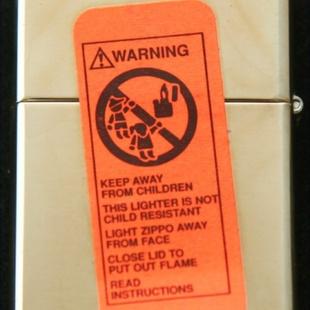 WARNING
KEEP AWAY
FROM CHILDREN
THIS LIGHTER IS NOT
CHILD RESISTANT
LIGHT ZIPPO AWAY
FROM FACE
CLOSE LID TO
PUT OUT FLAME
READ
INSTRUCTIONS